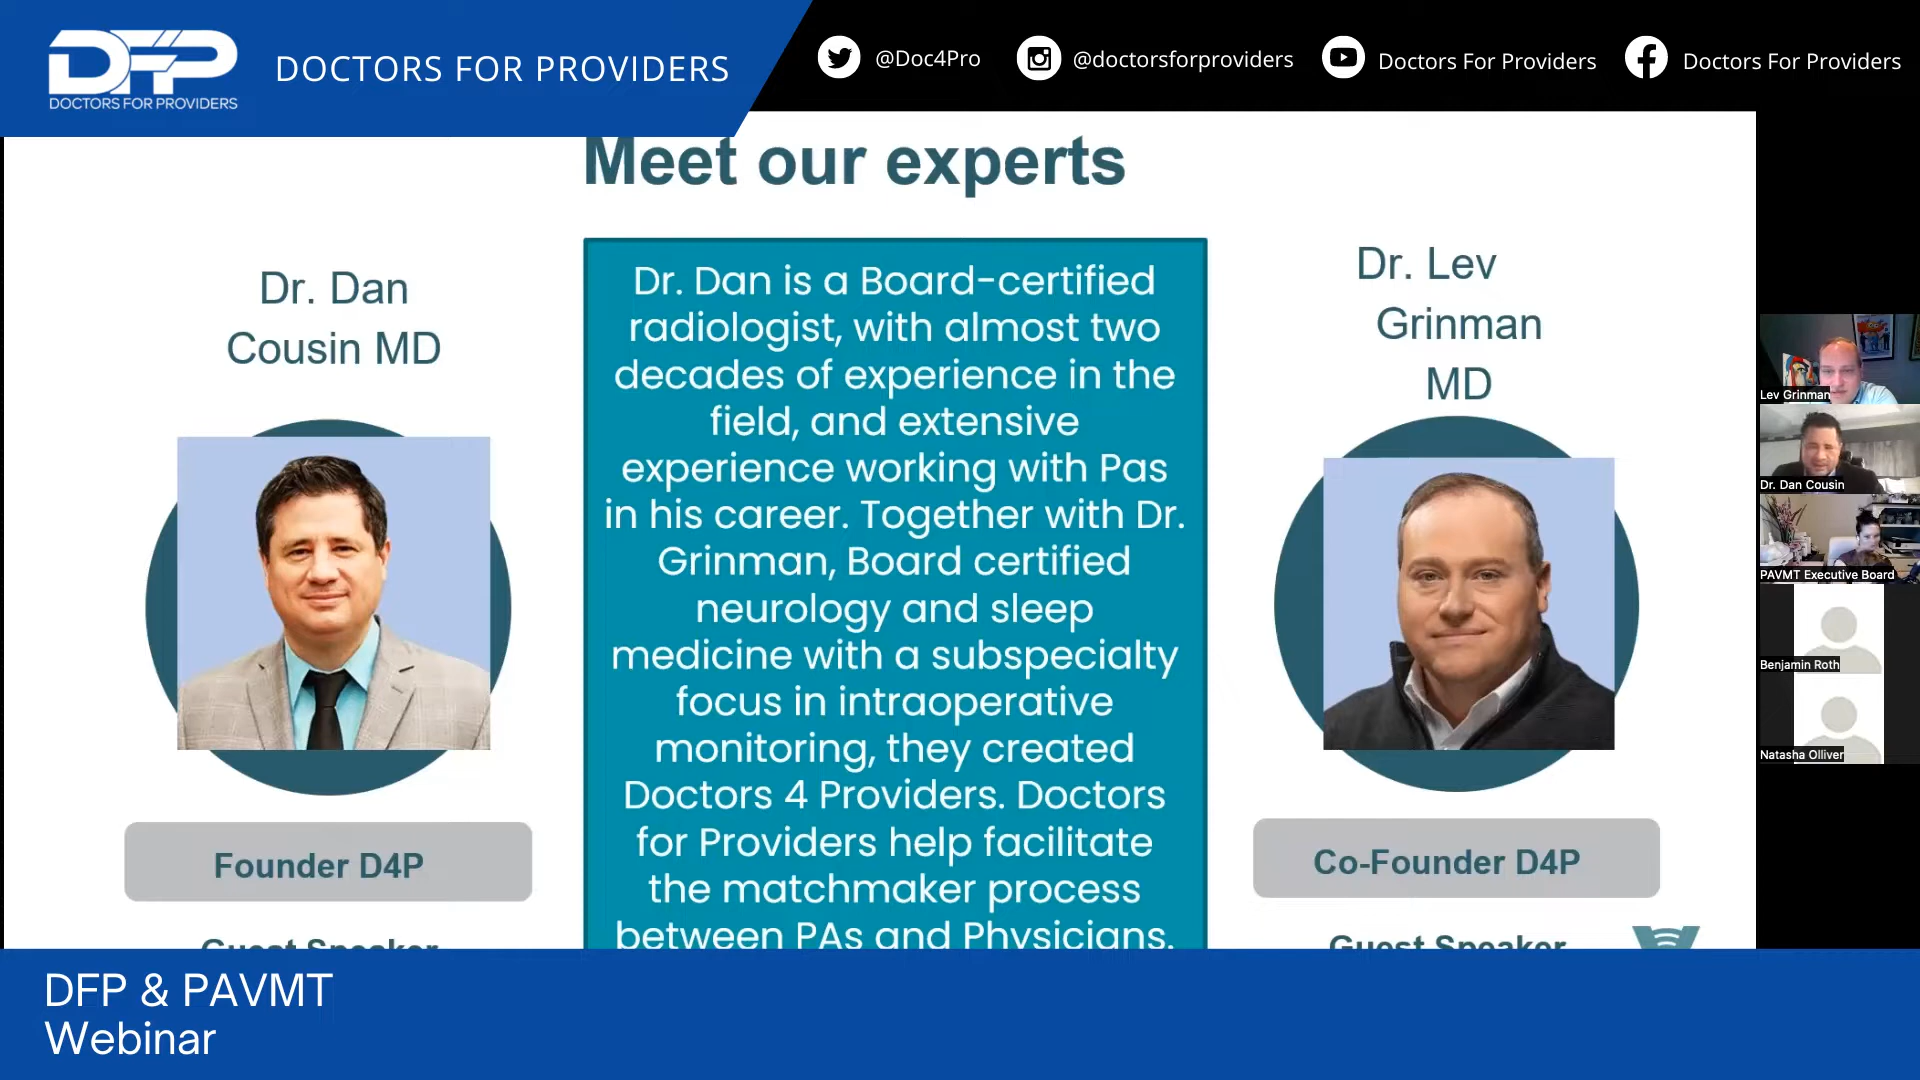 DFP
DOCTORS FOR PROVIDERS
DOCTORS FOR PROVIDERS
@Doc4Pro
@doctorsforproviders
Doctors For Providers
Doctors For Providers
Meet our experts
Dr. Dan
Cousin MD
Founder D4P
Guest Speaker
Dr. Dan is a Board-certified
radiologist, with almost two
decades of experience in the
field, and extensive
experience working with Pas
in his career. Together with Dr.
Grinman, Board certified
neurology and sleep
medicine with a subspecialty
focus in intraoperative
monitoring, they created
Doctors 4 Providers. Doctors
for Providers help facilitate
the matchmaker process
between PAs and Physicians.
Dr. Lev
Grinman
MD
Co-Founder D4P
Guest Speaker
Lev Grinman
Dr. Dan Cousin
PAVMT Executive Board
Benjamin Roth
Natasha Olliver
DFP & PAVMT
Webinar